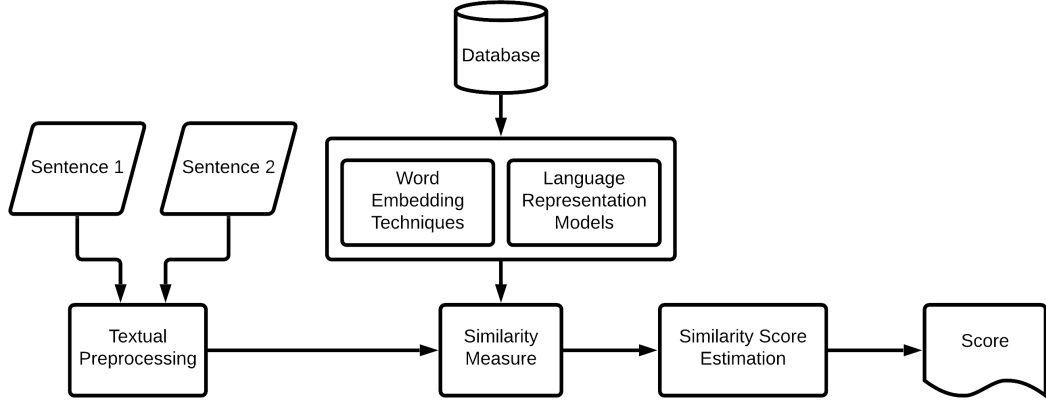 Database
Sentence 1
Sentence 2
Word
Embedding
Techniques
Language
Representation
Models
Textual
Preprocessing
Similarity
Measure
Similarity Score
Estimation
Score